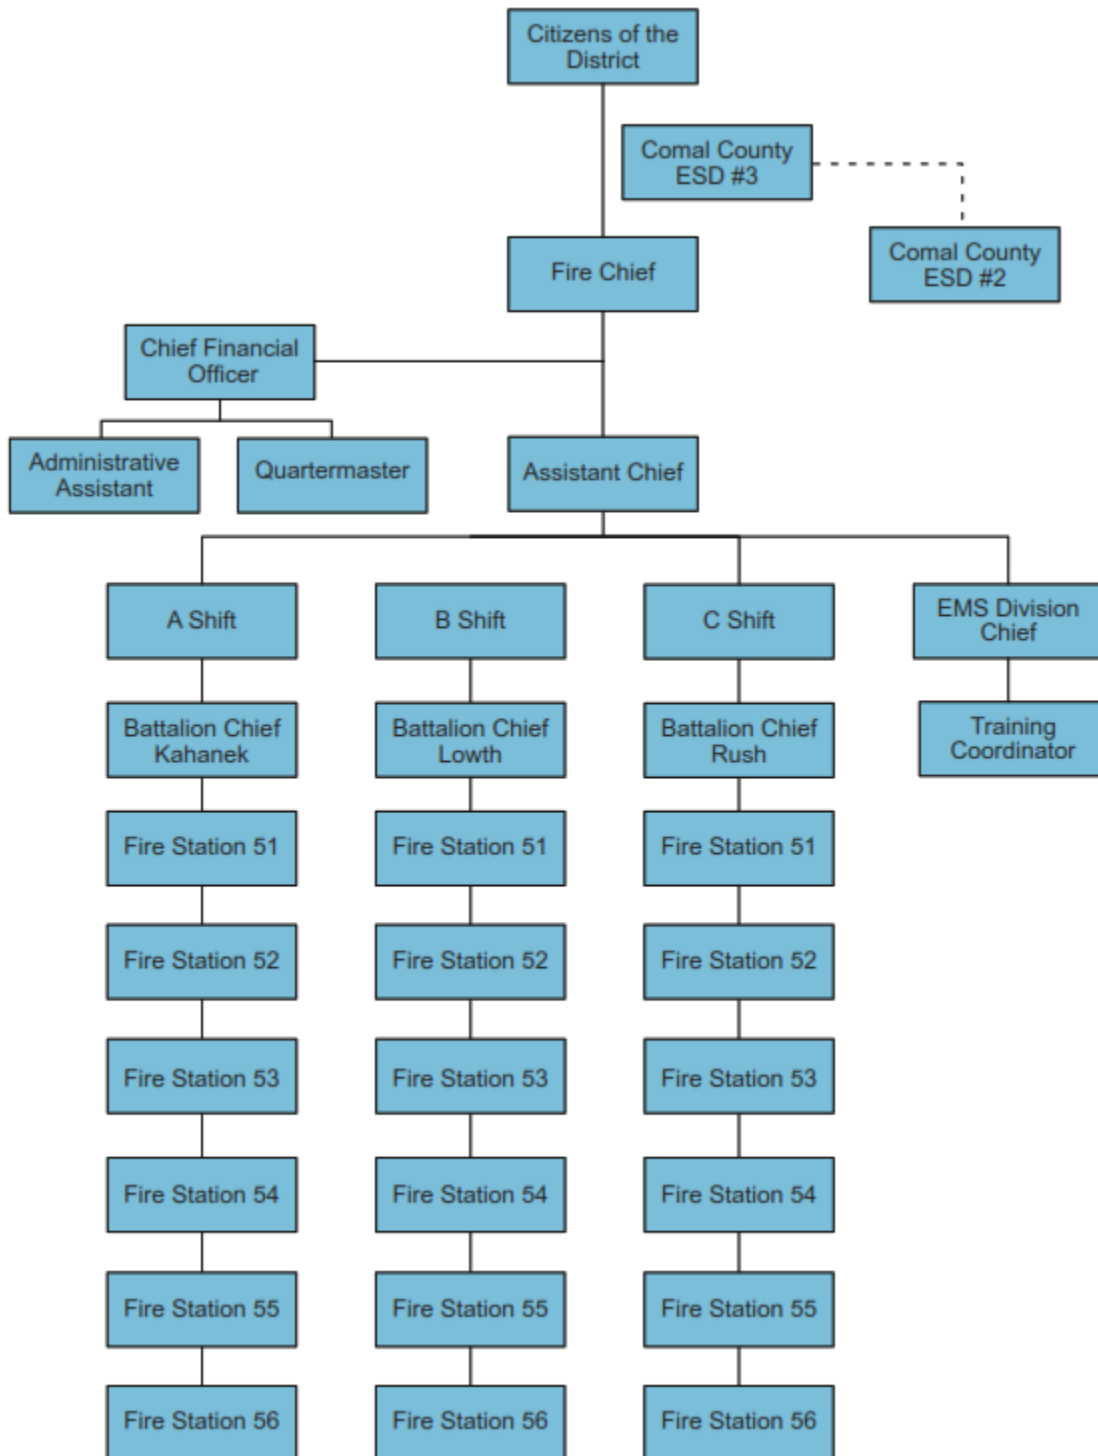 Citizens of the
District
Comal County
ESD #3
Fire Chief
Comal County
ESD #2
Chief Financial
Officer
Administrative
Assistant
Quartermaster
Assistant Chief
A Shift
B Shift
C Shift
EMS Division
Chief
Battalion Chief
Kahanek
Battalion Chief
Lowth
Battalion Chief
Rush
Training
Coordinator
Fire Station 51
Fire Station 51
Fire Station 51
Fire Station 52
Fire Station 52
Fire Station 52
Fire Station 53
Fire Station 53
Fire Station 53
Fire Station 54
Fire Station 54
Fire Station 54
Fire Station 55
Fire Station 55
Fire Station 55
Fire Station 56
Fire Station 56
Fire Station 56